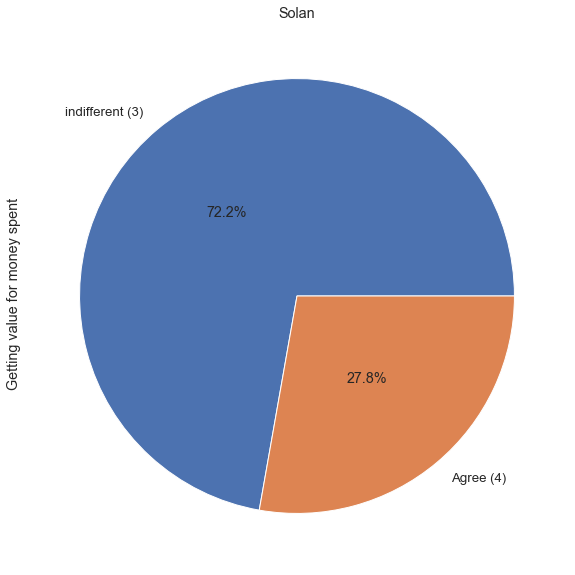 Solan
indifferent (3)
72.2%
Getting value for money spent
27.8%
Agree (4)